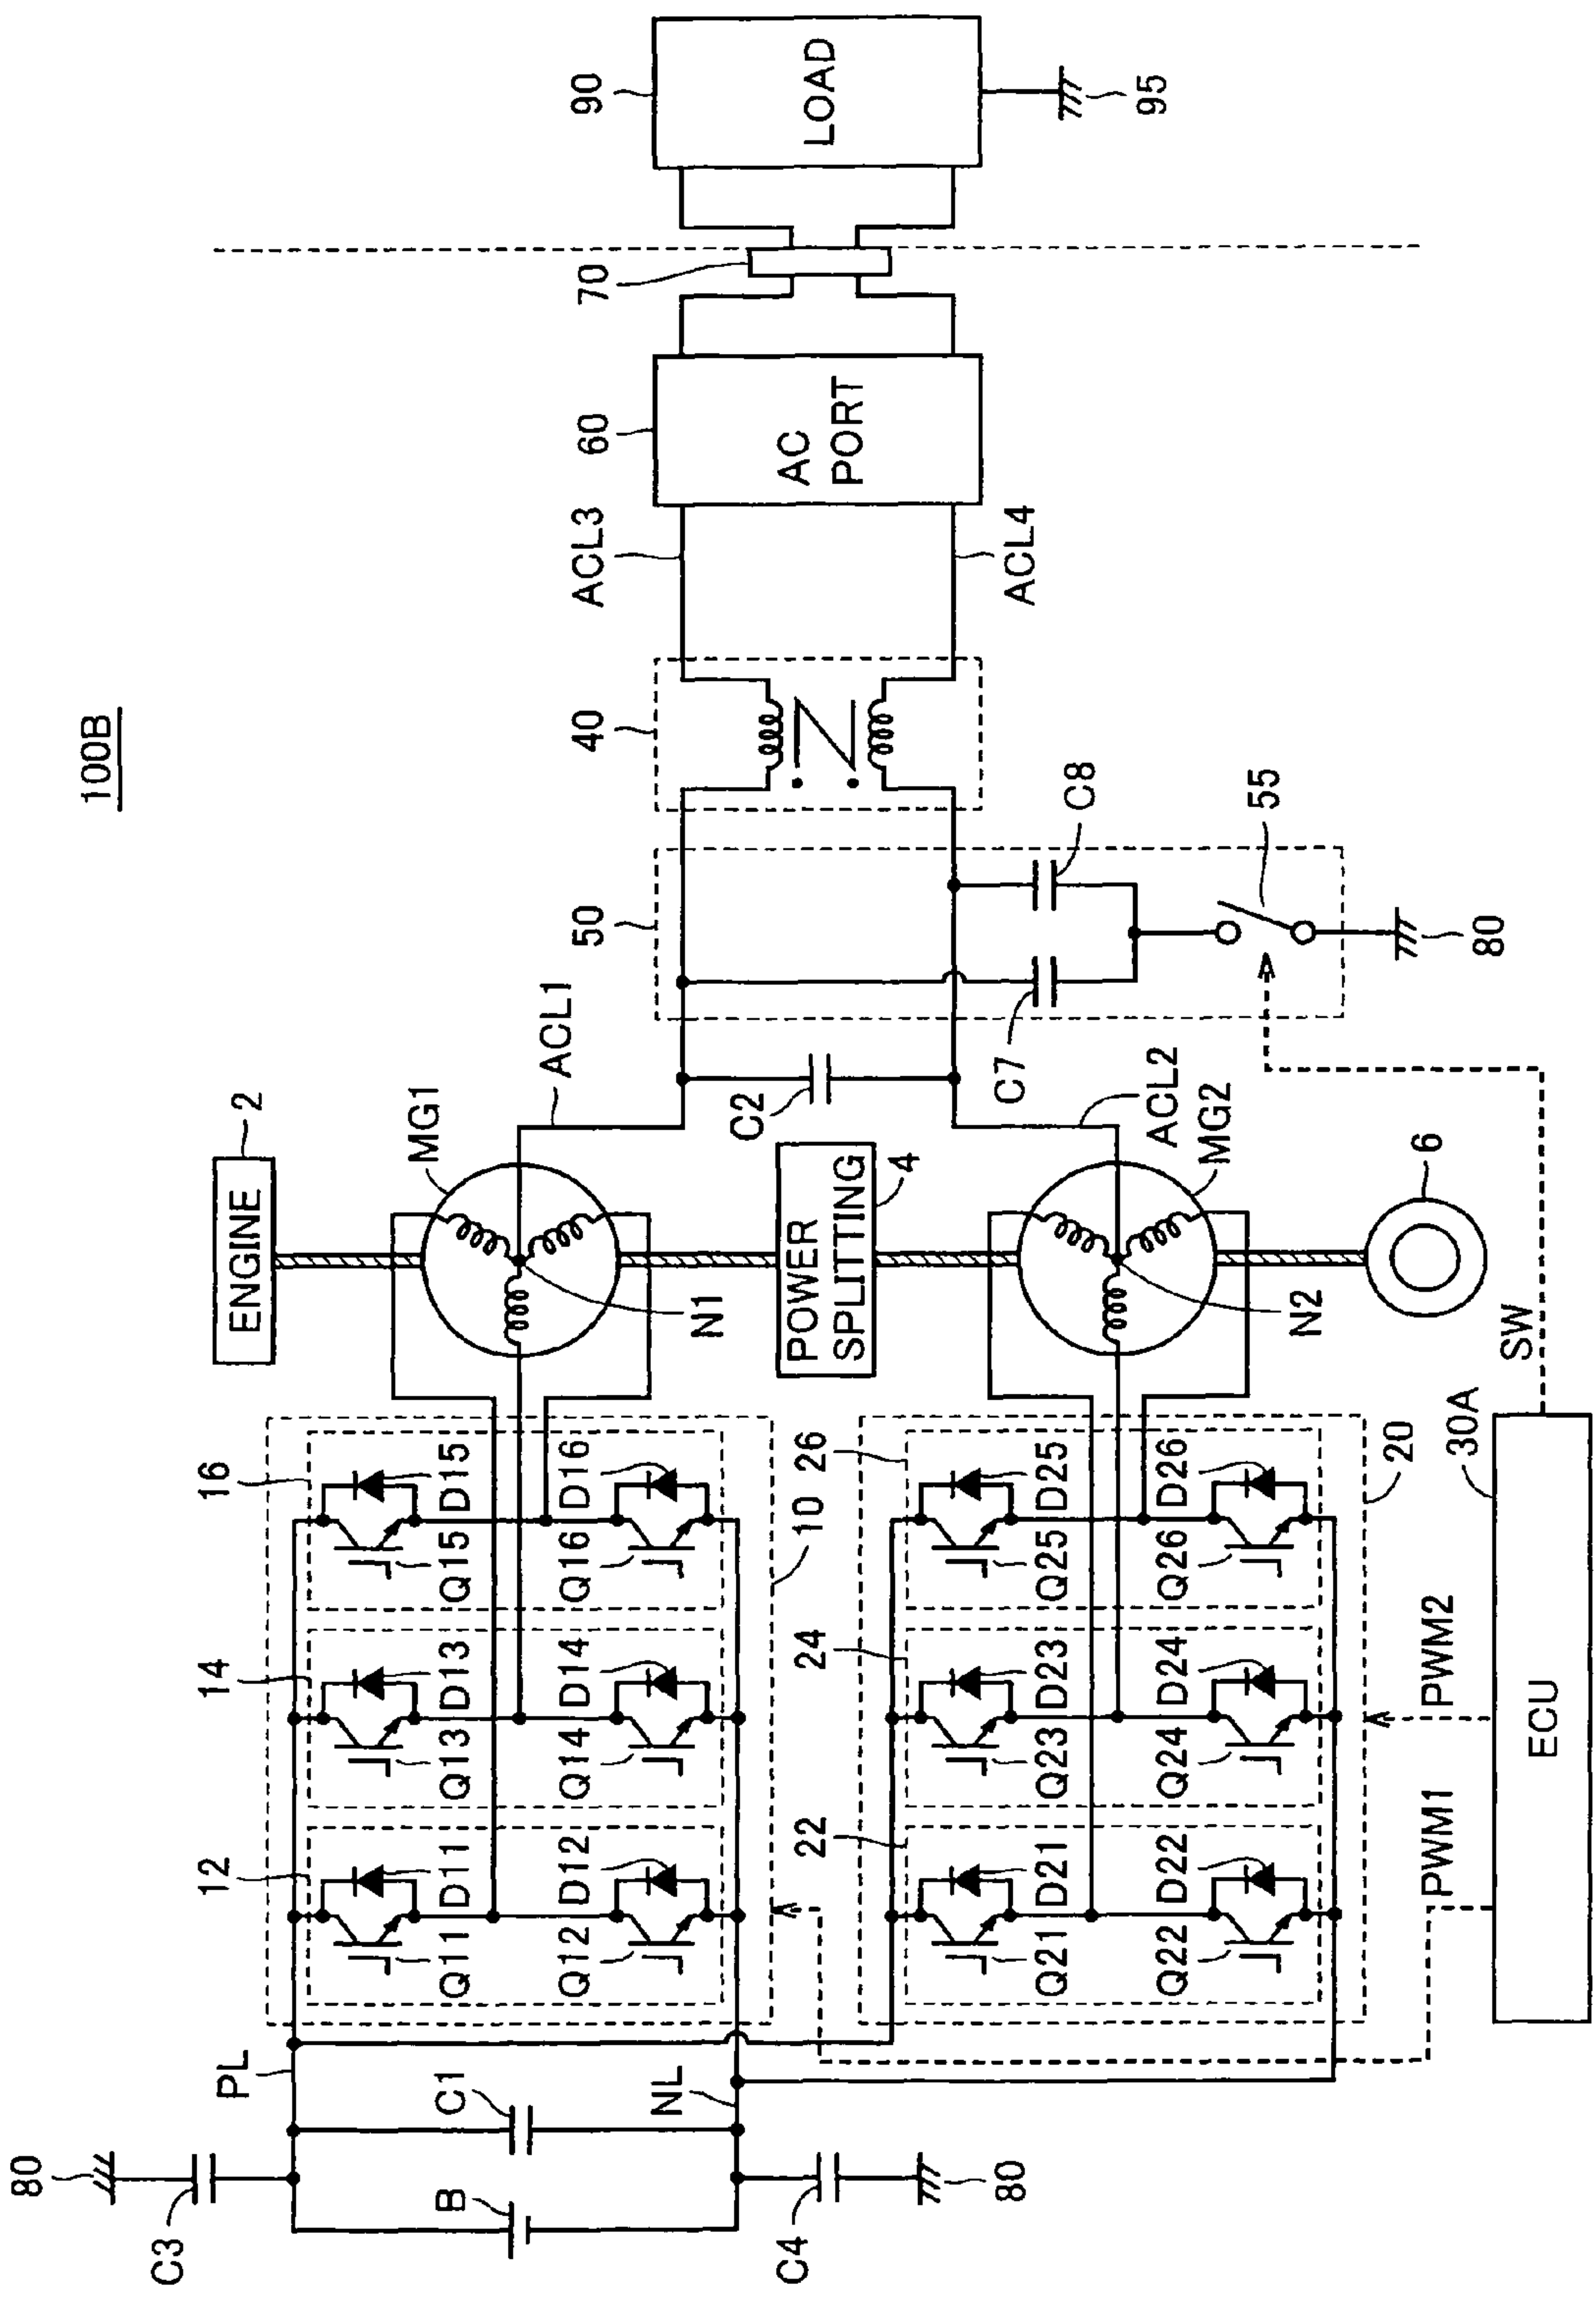 100B
ENGINE
2
MG1
ACL1
N1
POWER
SPLITTING
4
C2
ACL2
MG2
N2
6
50
C7
C8
55
80
40
ACL3
ACL4
60
AC
PORT
70
90
LOAD
95
80
C3
PL
C1
B
NL
C4
80
12
Q11
D11
Q12
D12
14
Q13
D13
Q14
D14
16
Q15
D15
Q16
D16
10
22
Q21
D21
Q22
D22
24
Q23
D23
Q24
D24
26
Q25
D25
Q26
D26
20
PWM1
PWM2
30A
ECU
SW